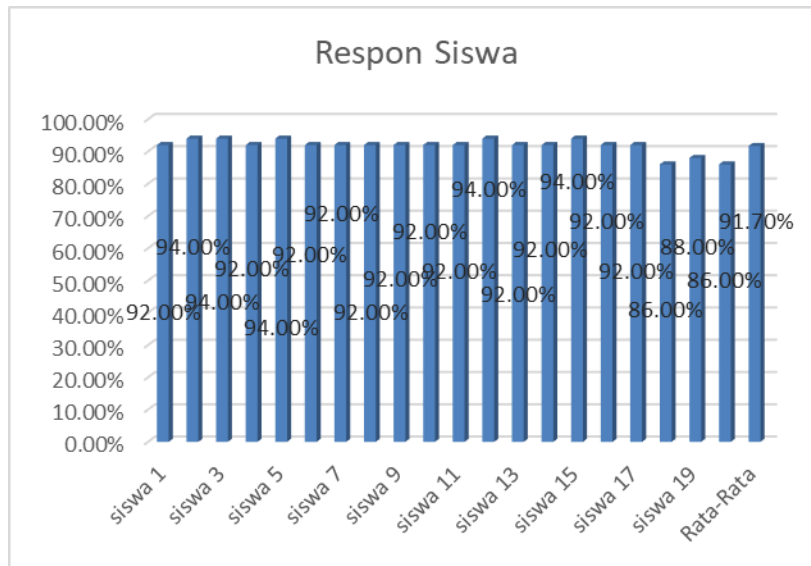 Respon Siswa
100.00%
90.00%
80.00%
70.00%
60.00%
50.00%
40.00%
30.00%
20.00%
10.00%
0.00%
92.00%
94.00%
94.00%
92.00%
94.00%
92.00%
92.00%
92.00%
92.00%
92.00%
92.00%
94.00%
92.00%
92.00%
94.00%
92.00%
92.00%
86.00%
88.00%
86.00%
91.70%
siswa 1
siswa 3
siswa 5
siswa 7
siswa 9
siswa 11
siswa 13
siswa 15
siswa 17
siswa 19
Rata-Rata